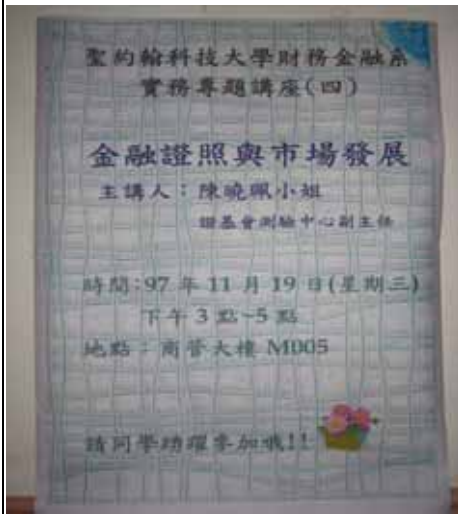 聖約翰科技大學財務金融系
實務專題講座(四)
金融證照與市場發展
主講人：陳曉珮小姐
證基會測驗中心副主任
時間:97 年 11 月 19 日(星期三)
下午 3 點~5 點
地點：商管大樓 M005
請同學踴躍參加哦!!